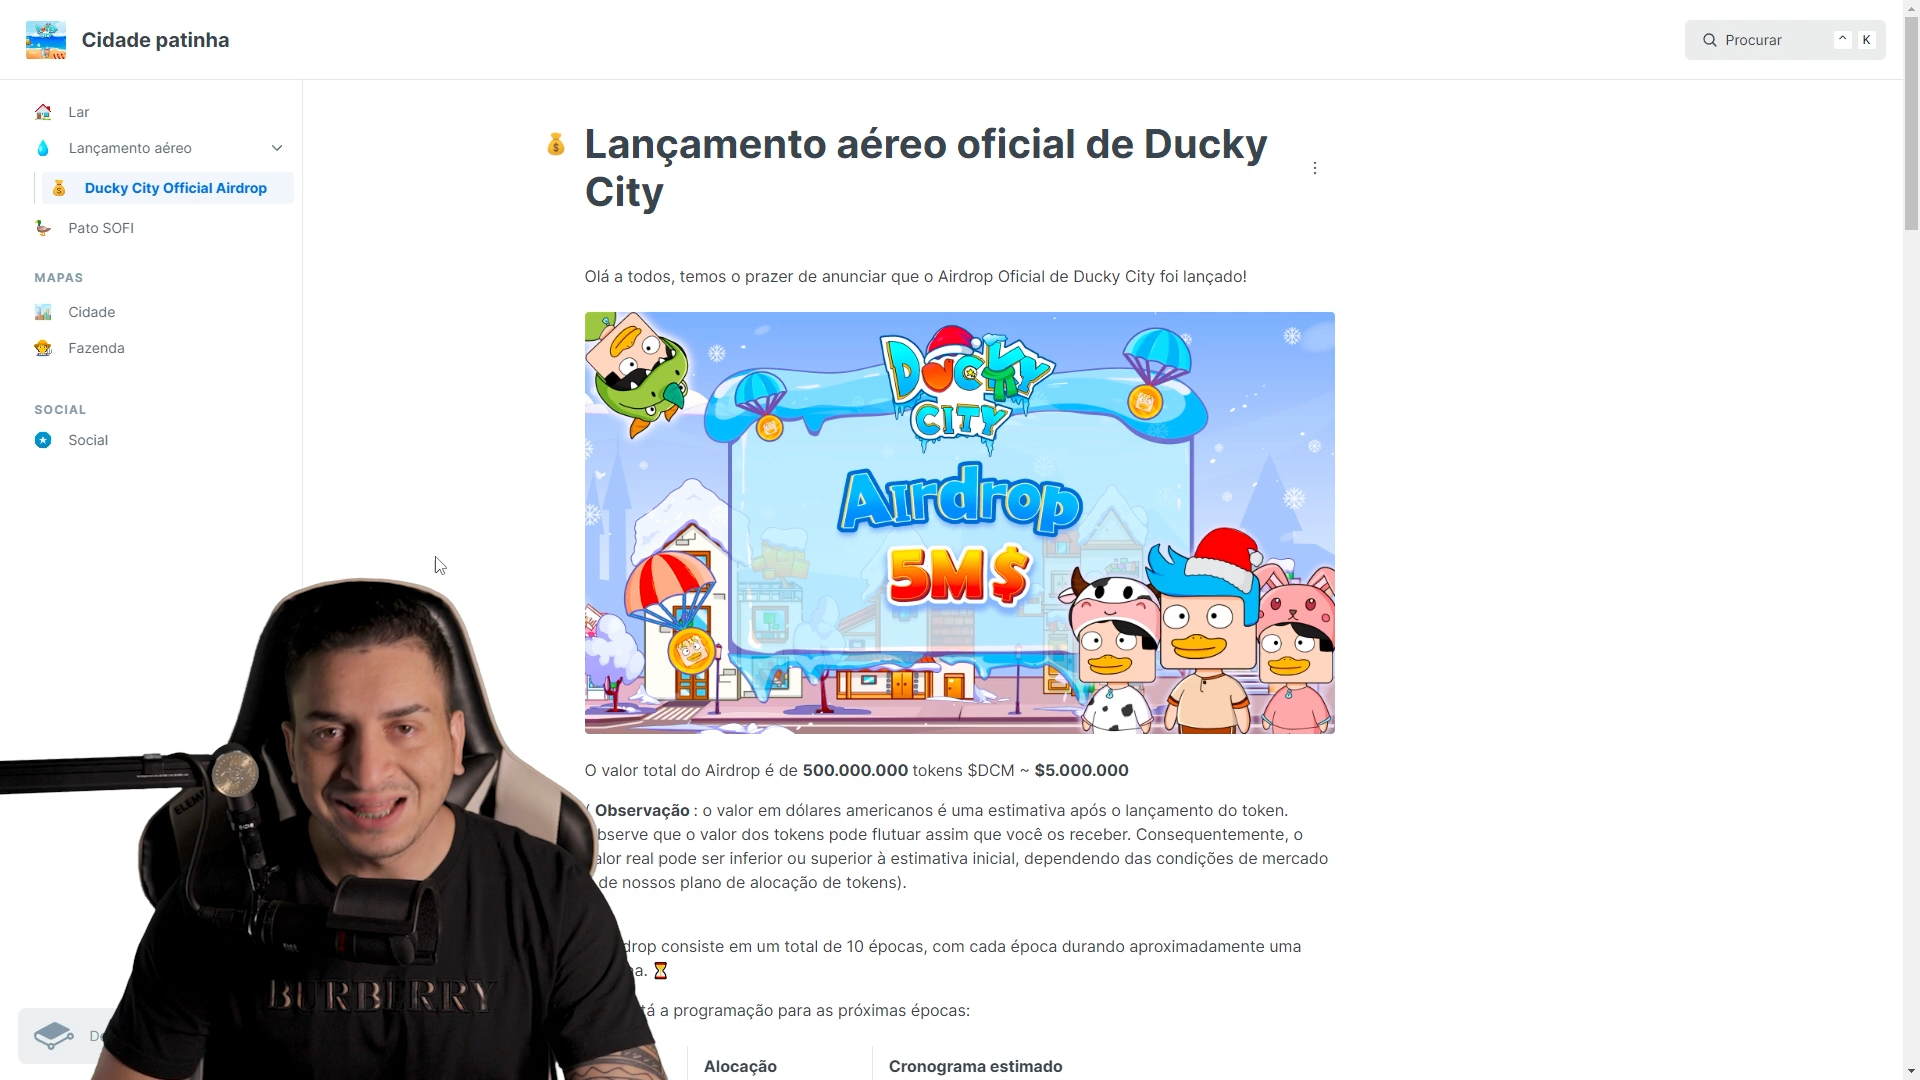 Cidade patinha
Procurar
^ K
Lar
Lançamento aéreo
Ducky City Official Airdrop
Pato SOFI
MAPAS
Cidade
Fazenda
SOCIAL
Social
Lançamento aéreo oficial de Ducky
City
Olá a todos, temos o prazer de anunciar que o Airdrop Oficial de Ducky City foi lançado!
DUCKY
CITY
Airdrop
5M $
O valor total do Airdrop é de 500.000.000 tokens $DCM ~ $5.000.000
Observação : o valor em dólares americanos é uma estimativa após o lançamento do token.
bserve que o valor dos tokens pode flutuar assim que você os receber. Consequentemente, o
alor real pode ser inferior ou superior à estimativa inicial, dependendo das condições de mercado
de nossos plano de alocação de tokens).
drop consiste em um total de 10 épocas, com cada época durando aproximadamente uma
a.
tá a programação para as próximas épocas:
Alocação
Cronograma estimado
BURBERRY